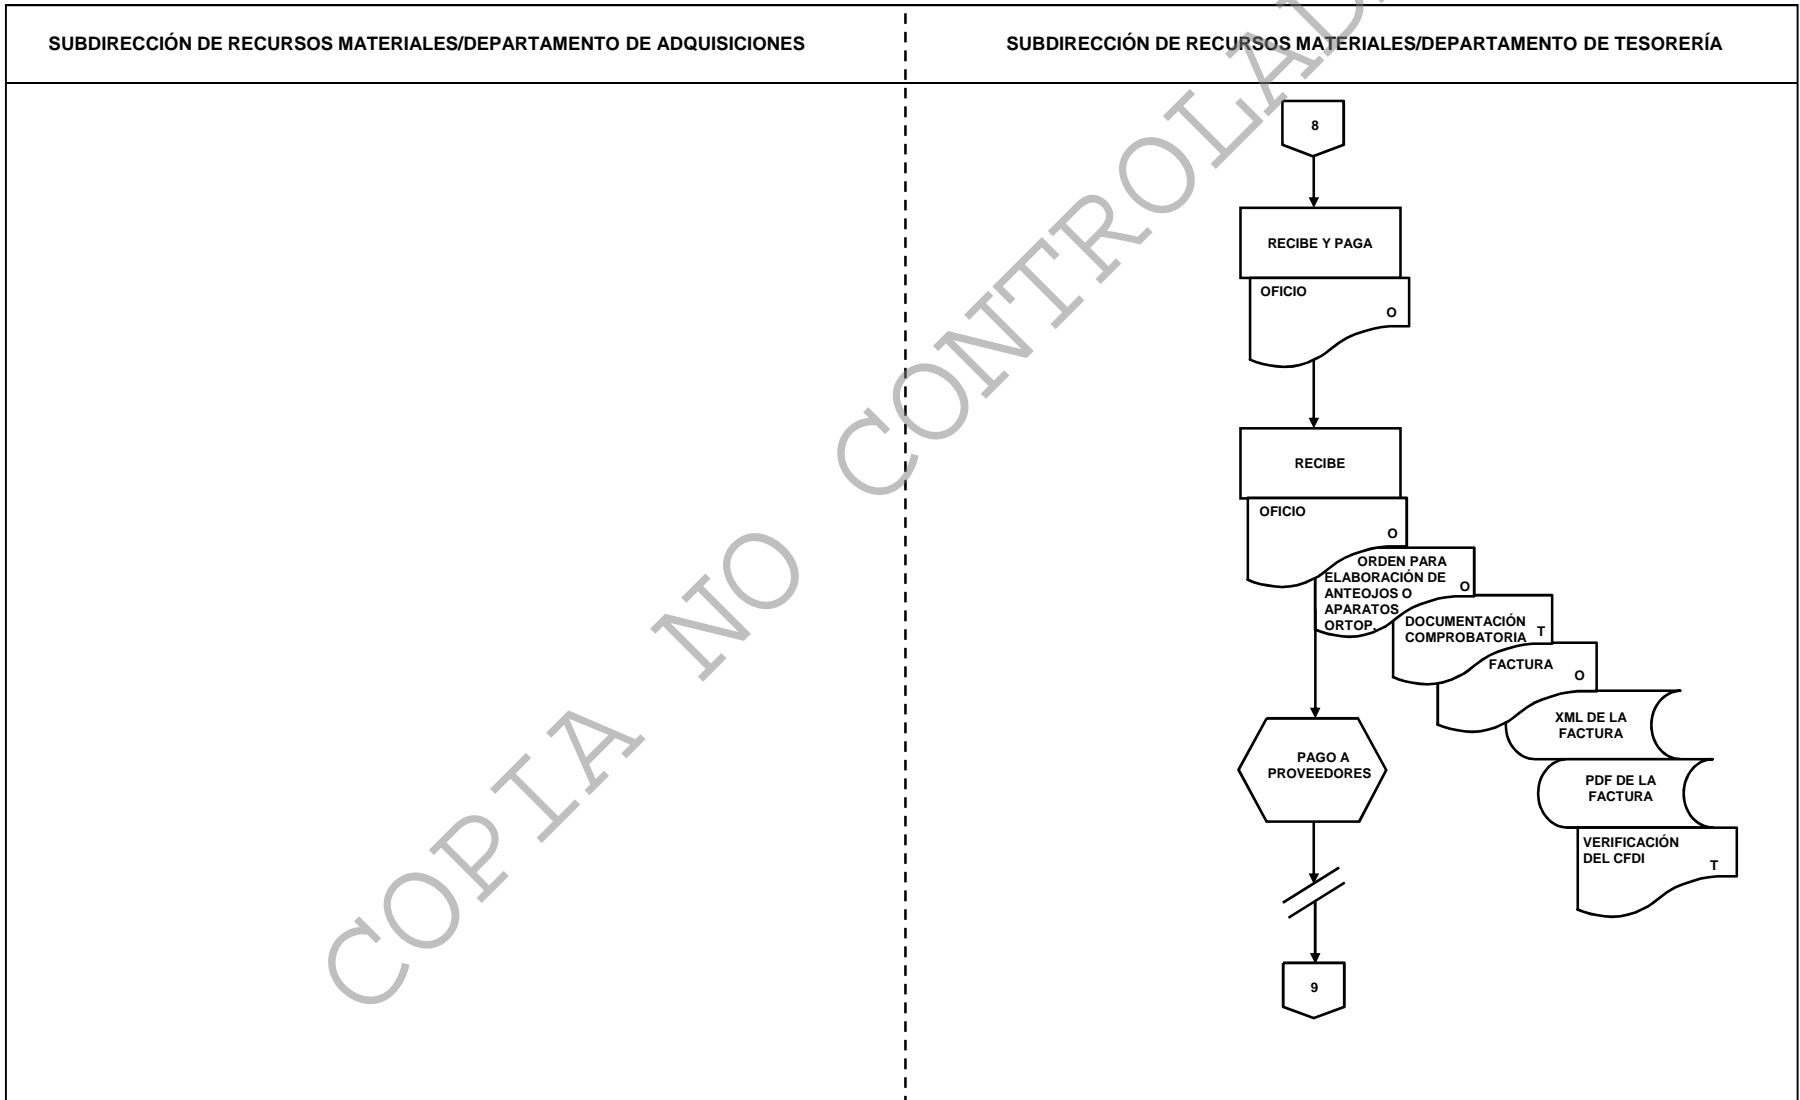 SUBDIRECCIÓN DE RECURSOS MATERIALES/DEPARTAMENTO DE ADQUISICIONES
SUBDIRECCIÓN DE RECURSOS MATERIALES/DEPARTAMENTO DE TESORERÍA
8
RECIBE Y PAGA
OFICIO
O
RECIBE
OFICIO
O
ORDEN PARA
ELABORACIÓN DE
ANTEOJOS O
APARATOS
ORTOP.
O
DOCUMENTACIÓN
COMPROBATORIA
T
FACTURA
O
XML DE LA
FACTURA
PDF DE LA
FACTURA
VERIFICACIÓN
DEL CFDI
T
PAGO A
PROVEEDORES
9
COPIA NO CONTROLAD